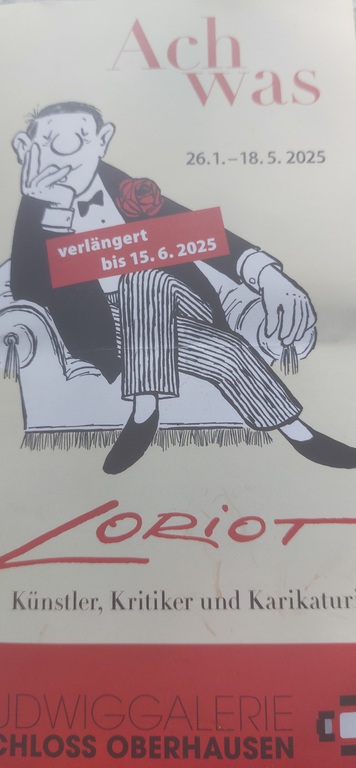 Ach
was
26.1.–18.5.2025
verlängert
bis 15.6.2025
LORIOT
Künstler, Kritiker und Karikatur
UDWIGGALERIE
CHLOSS OBERHAUSEN